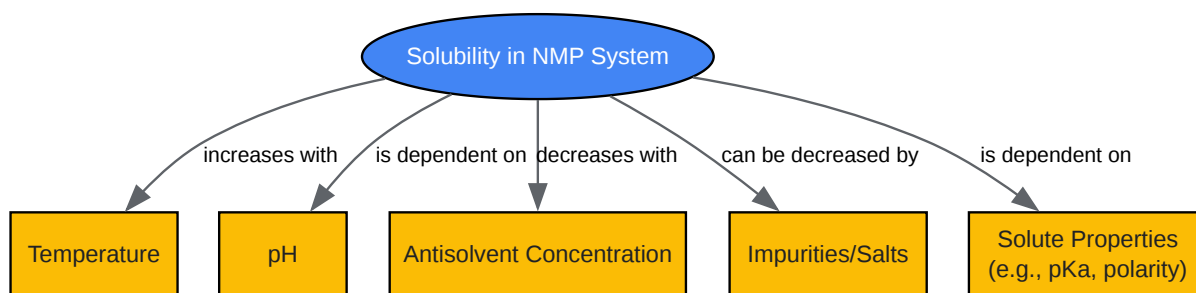 Solubility in NMP System
increases with
is dependent on
decreases with
can be decreased by
is dependent on
Temperature
pH
Antisolvent Concentration
Impurities/Salts
Solute Properties
(e.g., pKa, polarity)